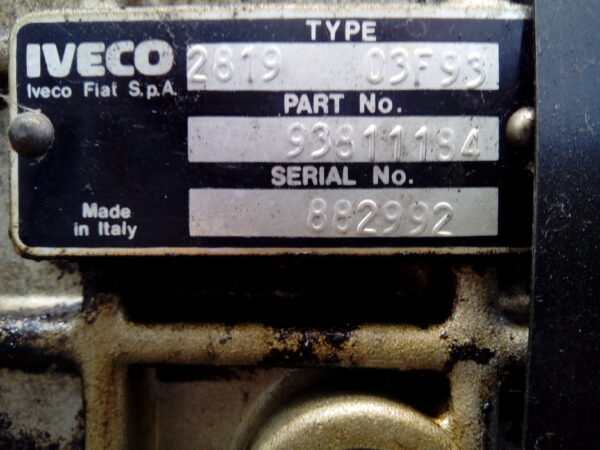 TYPE
IVECO
2819 03F93
Iveco Fiat S.p.A.
PART No.
93811184
SERIAL No.
882992
Made
in Italy